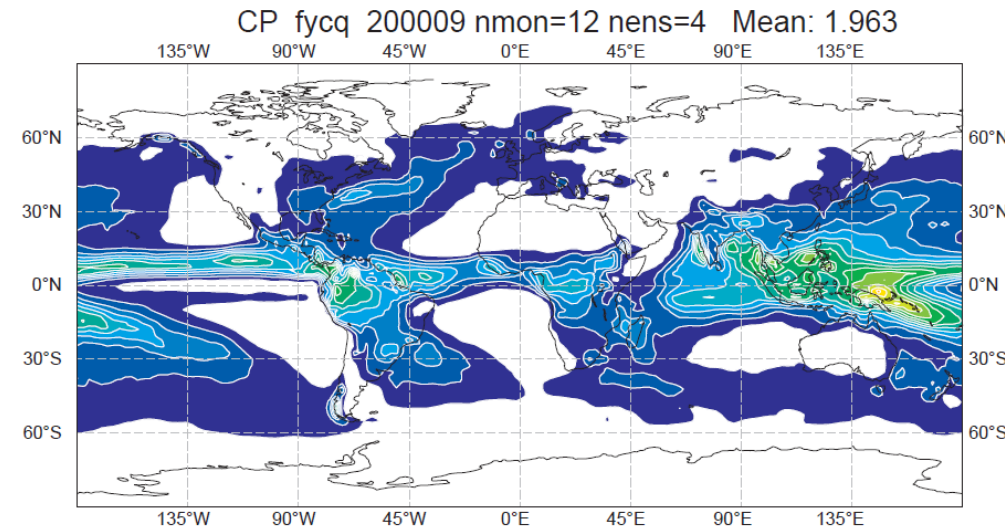 CP fycq 200009 nmon=12 nens=4 Mean: 1.963
135°W 90°W 45°W 0°E 45°E 90°E 135°E
60°N 60°N
30°N 30°N
0°N 0°N
30°S 30°S
60°S 60°S
135°W 90°W 45°W 0°E 45°E 90°E 135°E